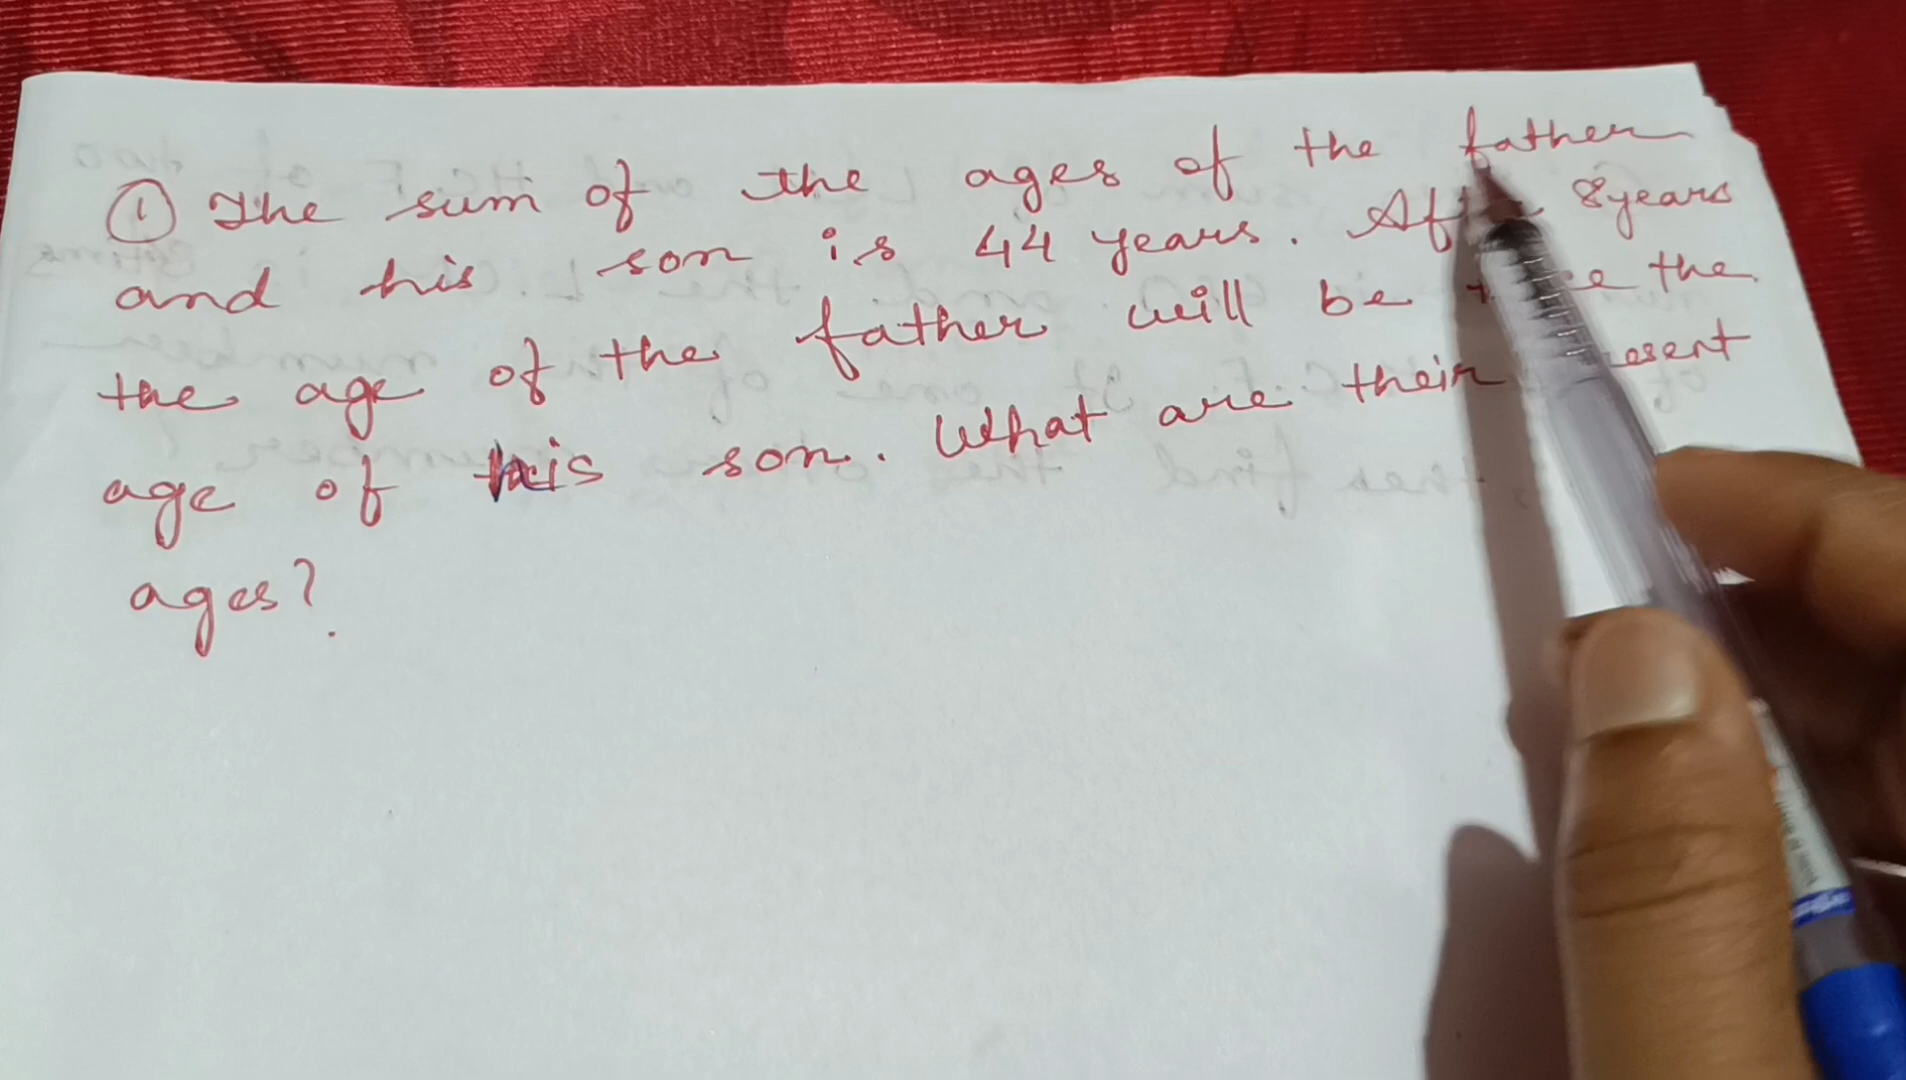 ① The sum of the ages of the father
and his son is 44 years. After 8 years
the age of the father will be the
age of his son. What are their present
ages?